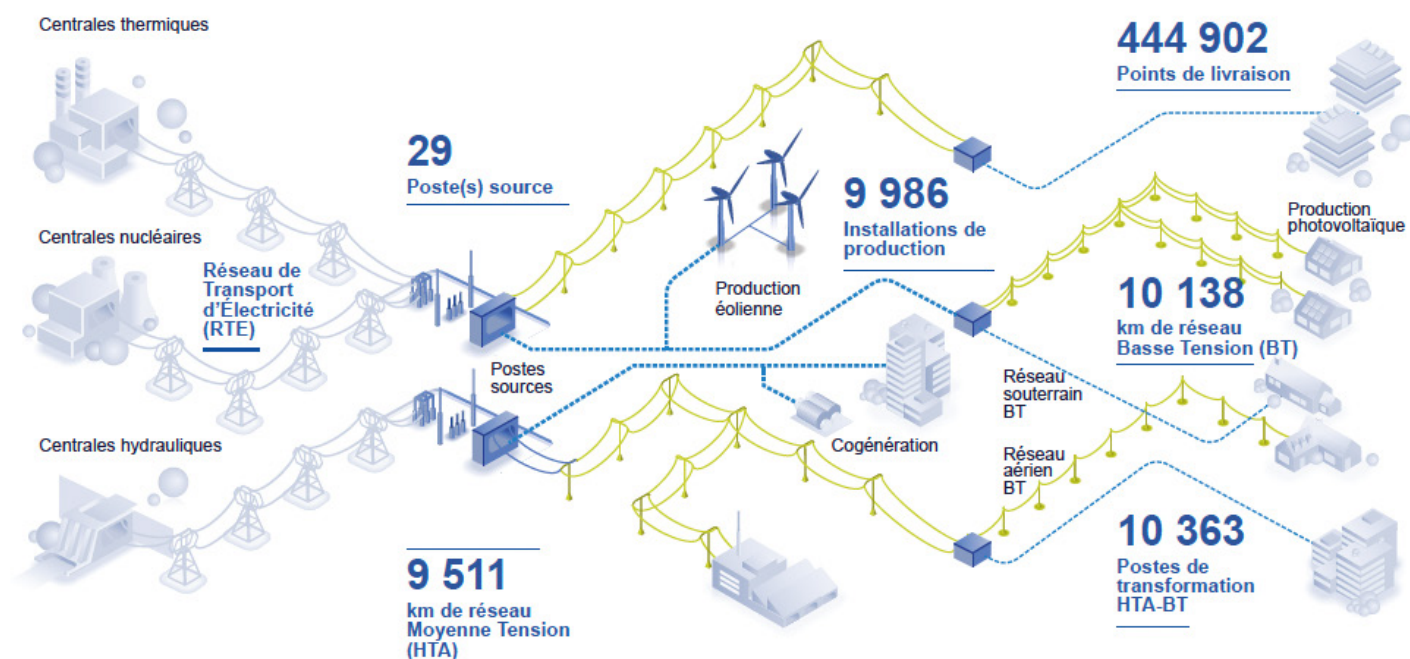 Centrales thermiques
444 902
Points de livraison
29
Poste(s) source
9 986
Installations de
production
Production
photovoltaïque
Centrales nucléaires
Réseau de
Transport
d'Électricité
(RTE)
Production
éolienne
10 138
km de réseau
Basse Tension (BT)
Postes
sources
Réseau
souterrain
BT
Centrales hydrauliques
Cogénération
Réseau
aérien
BT
9 511
km de réseau
Moyenne Tension
(HTA)
10 363
Postes de
transformation
HTA-BT